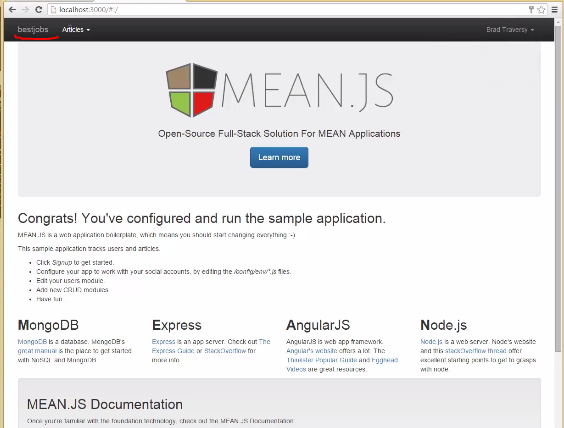 localhost:3000/#!/
bestjobs Articles Brad Traversy
MEAN.JS
Open-Source Full-Stack Solution For MEAN Applications
Learn more
Congrats! You've configured and run the sample application.
MEAN.JS is a web application boilerplate, which means you should start changing everything :-)
This sample application tracks users and articles.
Click Signup to get started.
Configure your app to work with your social accounts, by editing the /config/env/*.js files.
Edit your users module.
Add new CRUD modules.
Have fun
MongoDB
MongoDB is a database. MongoDB's
great manual is the place to get started
with NoSQL and MongoDB.
Express
Express is an app server. Check out The
Express Guide or StackOverflow for
more info.
AngularJS
AngularJS is web app framework.
Angular's website offers a lot. The
Thinkster Popular Guide and Egghead
Videos are great resources.
Node.js
Node.js is a web server. Node's website
and this stackOverflow thread offer
excellent starting points to get to grasps
with node.
MEAN.JS Documentation
Once you're familiar with the foundation technology, check out the MEAN.JS Documentation: